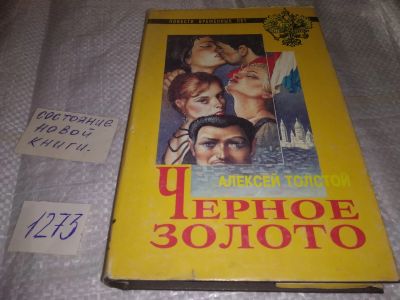 ПОВЕСТИ ВРЕМЕННЫХ ЛЕТ
АЛЕКСЕЙ ТОЛСТОЙ
ЧЕРНОЕ
ЗОЛОТО
СОСТОЯНИЕ
НОВОЙ
КНИГИ.
1273